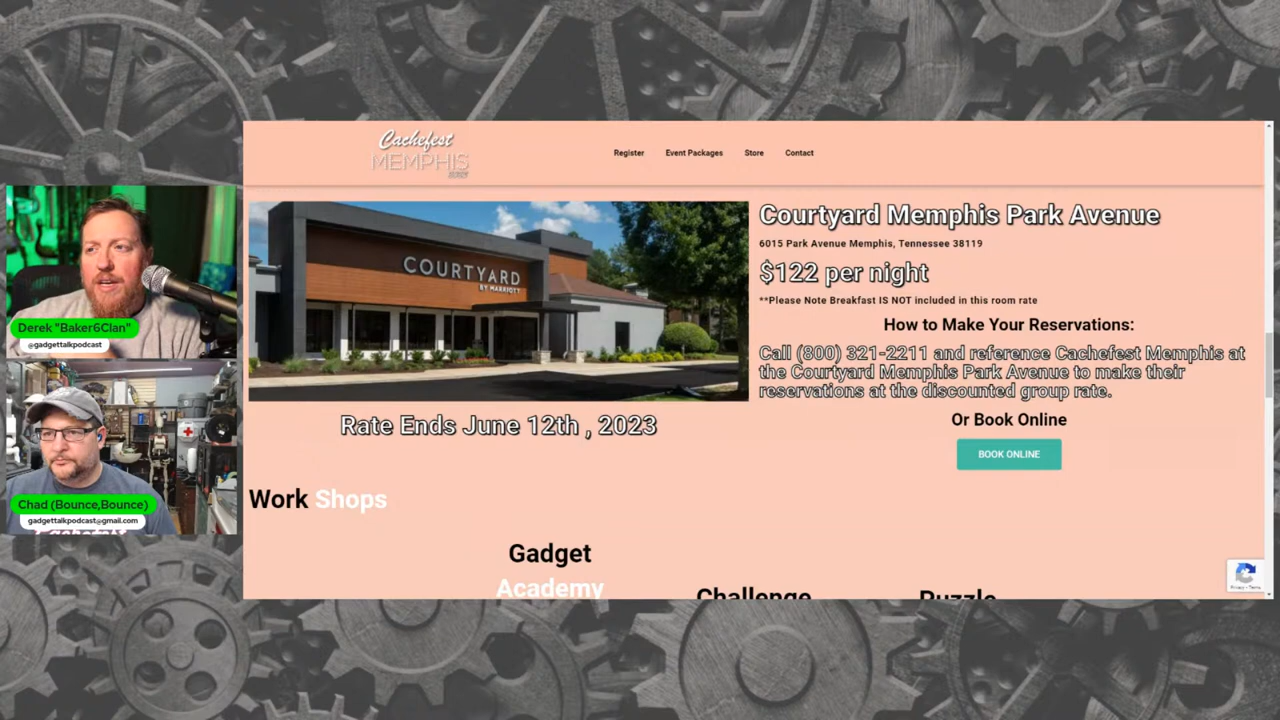 Cachefest
MEMPHIS
Register
Event Packages
Store
Contact
COURTYARD
BY MARRIOTT
Courtyard Memphis Park Avenue
6015 Park Avenue Memphis, Tennessee 38119
$122 per night
**Please Note Breakfast IS NOT included in this room rate
How to Make Your Reservations:
Call (800) 321-2211 and reference Cachefest Memphis at
the Courtyard Memphis Park Avenue to make their
reservations at the discounted group rate.
Or Book Online
BOOK ONLINE
Rate Ends June 12th , 2023
Work Shops
Gadget
Academy
Challenge
Puzzle
Privacy - Terms
Derek "Baker6Clan"
@gadgettalkpodcast
Chad (Bounce,Bounce)
gadgettalkpodcast@gmail.com